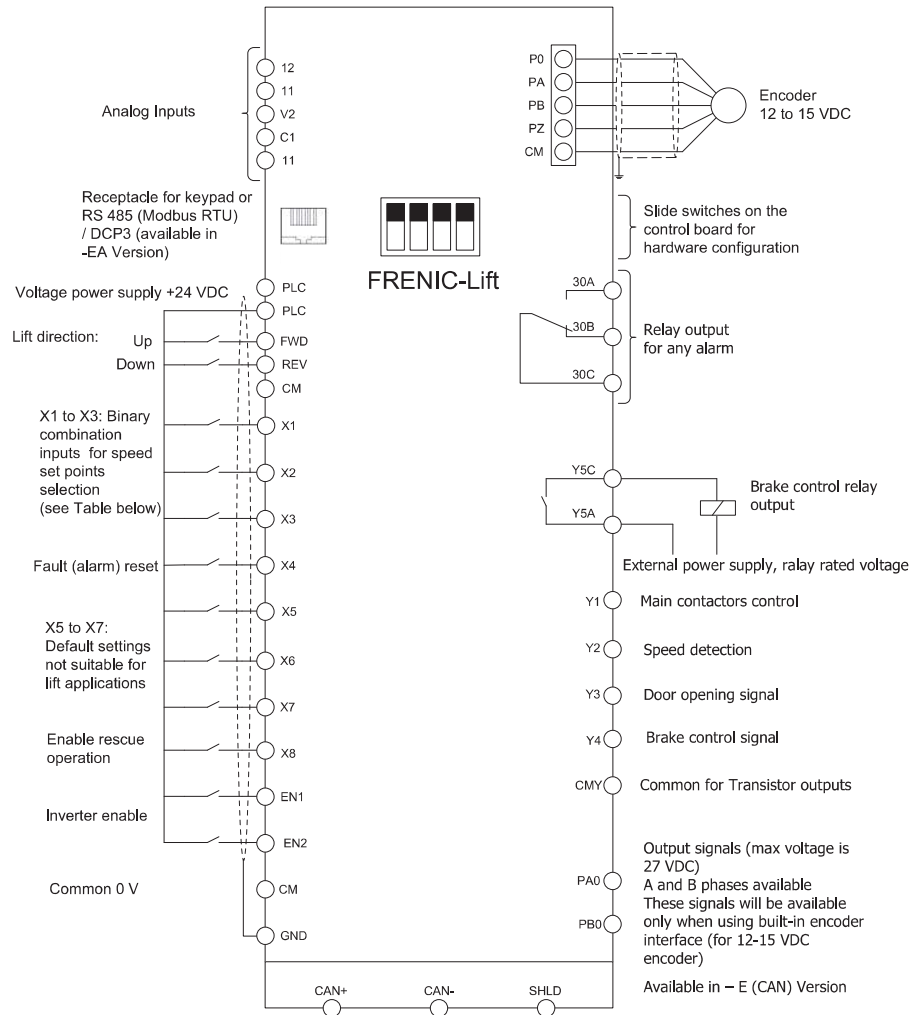 12
11
V2
C1
11
Analog Inputs
Receptacle for keypad or
RS 485 (Modbus RTU)
/ DCP3 (available in
-EA Version)
FRENIC-Lift
P0
PA
PB
PZ
CM
Encoder
12 to 15 VDC
Slide switches on the
control board for
hardware configuration
Voltage power supply +24 VDC
PLC
PLC
Lift direction:
Up
FWD
Down
REV
CM
X1 to X3: Binary
combination
inputs for speed
set points
selection
(see Table below)
X1
X2
X3
Fault (alarm) reset
X4
X5 to X7:
Default settings
not suitable for
lift applications
X5
X6
X7
Enable rescue
operation
X8
Inverter enable
EN1
EN2
Common 0 V
CM
GND
30A
30B
30C
Relay output
for any alarm
Y5C
Y5A
Brake control relay
output
External power supply, ralay rated voltage
Y1
Main contactors control
Y2
Speed detection
Y3
Door opening signal
Y4
Brake control signal
CMY
Common for Transistor outputs
PA0
PB0
Output signals (max voltage is
27 VDC)
A and B phases available
These signals will be available
only when using built-in encoder
interface (for 12-15 VDC
encoder)
Available in – E (CAN) Version
CAN+
CAN-
SHLD